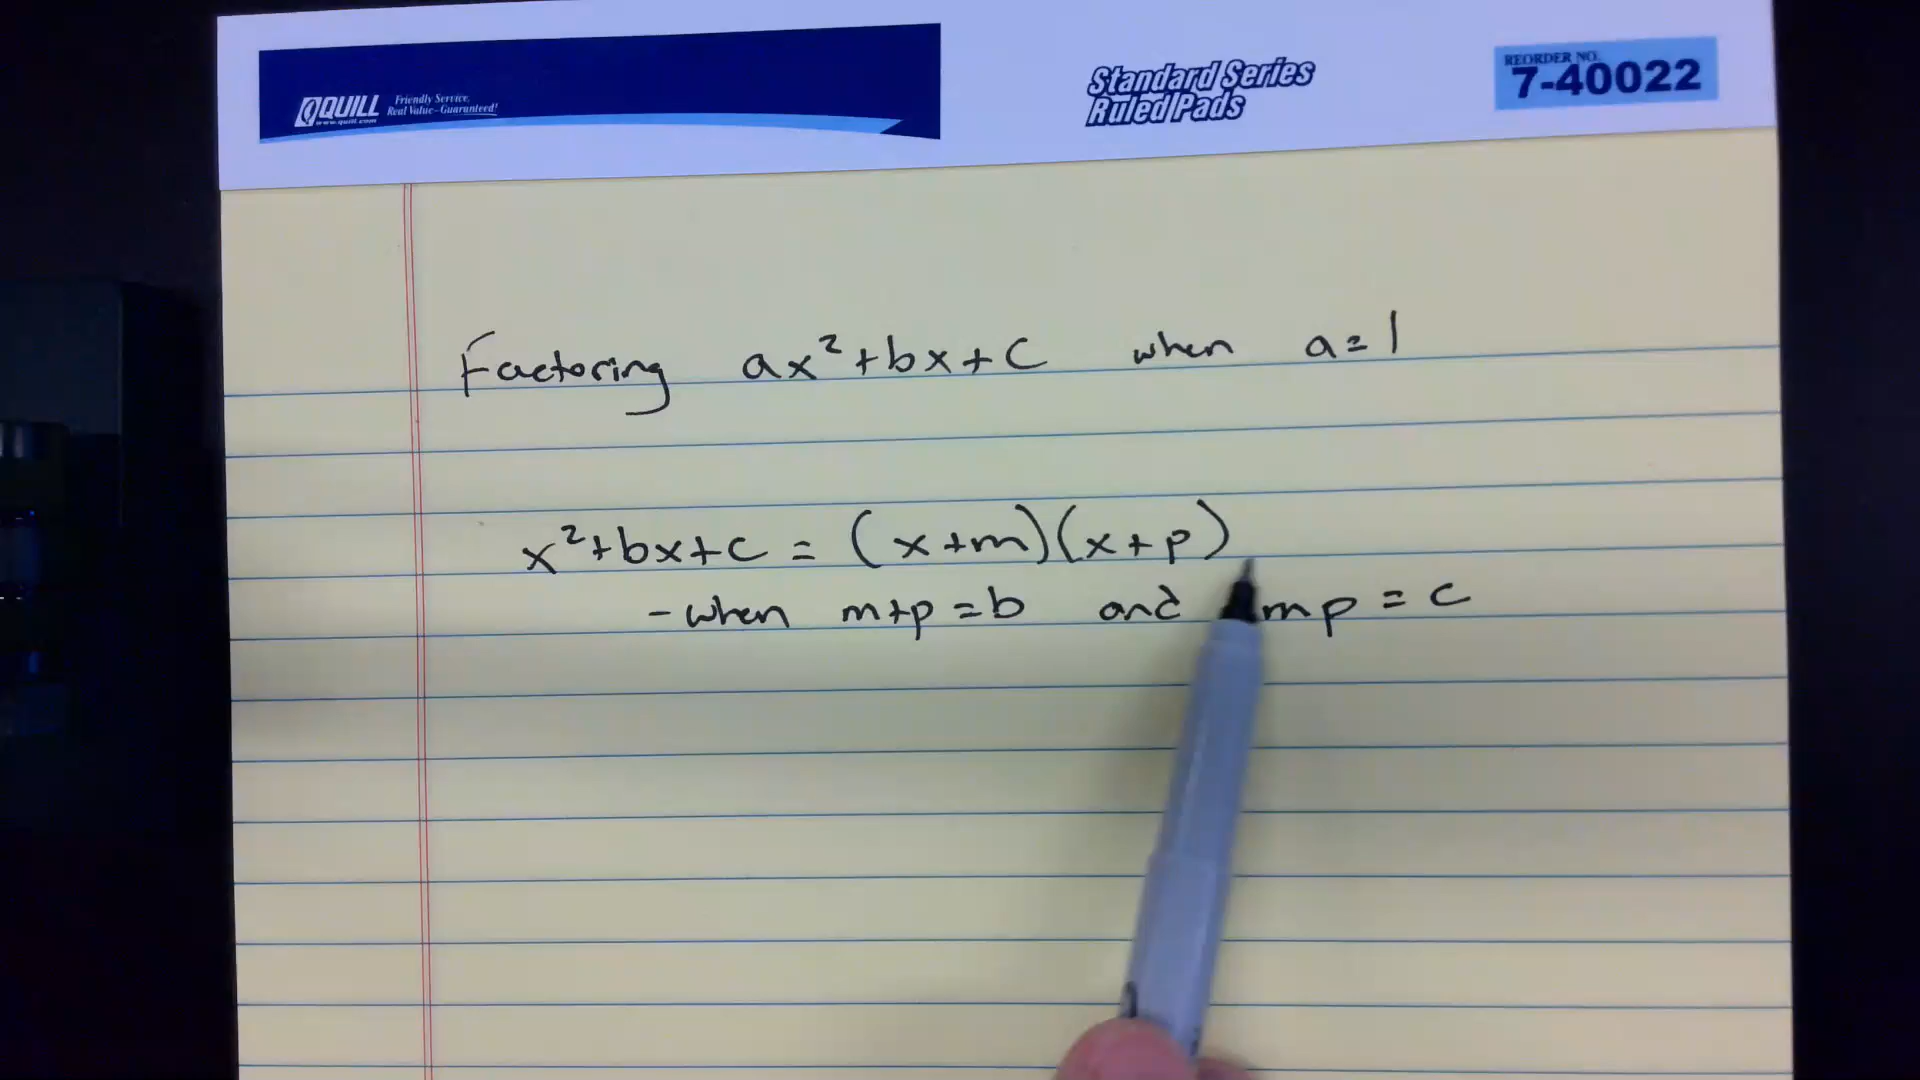 QUILL Friendly Service.
www.quill.com Real Value-Guaranteed!
Standard Series
Ruled Pads
REORDER NO.
7-40022
Factoring ax²+bx+c when a=1
x²+bx+c = (x+m)(x+p)
- when m+p=b and mp=c